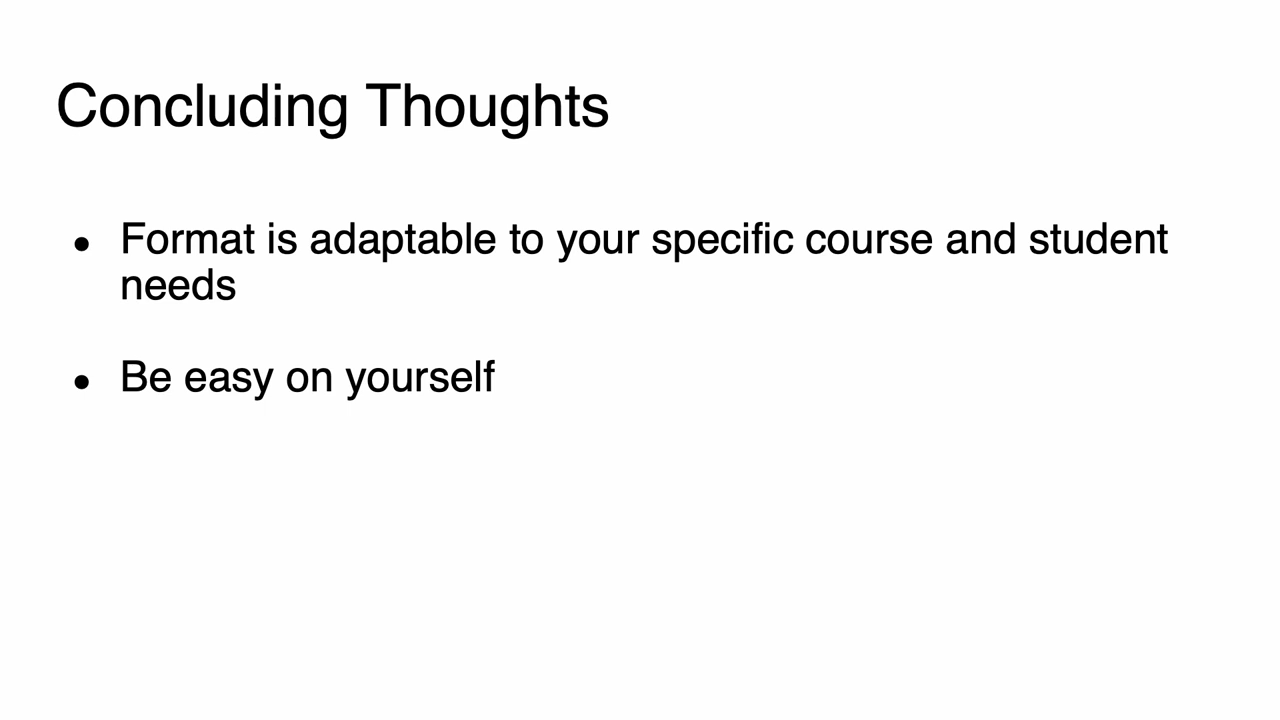 Concluding Thoughts
● Format is adaptable to your specific course and student
needs
● Be easy on yourself